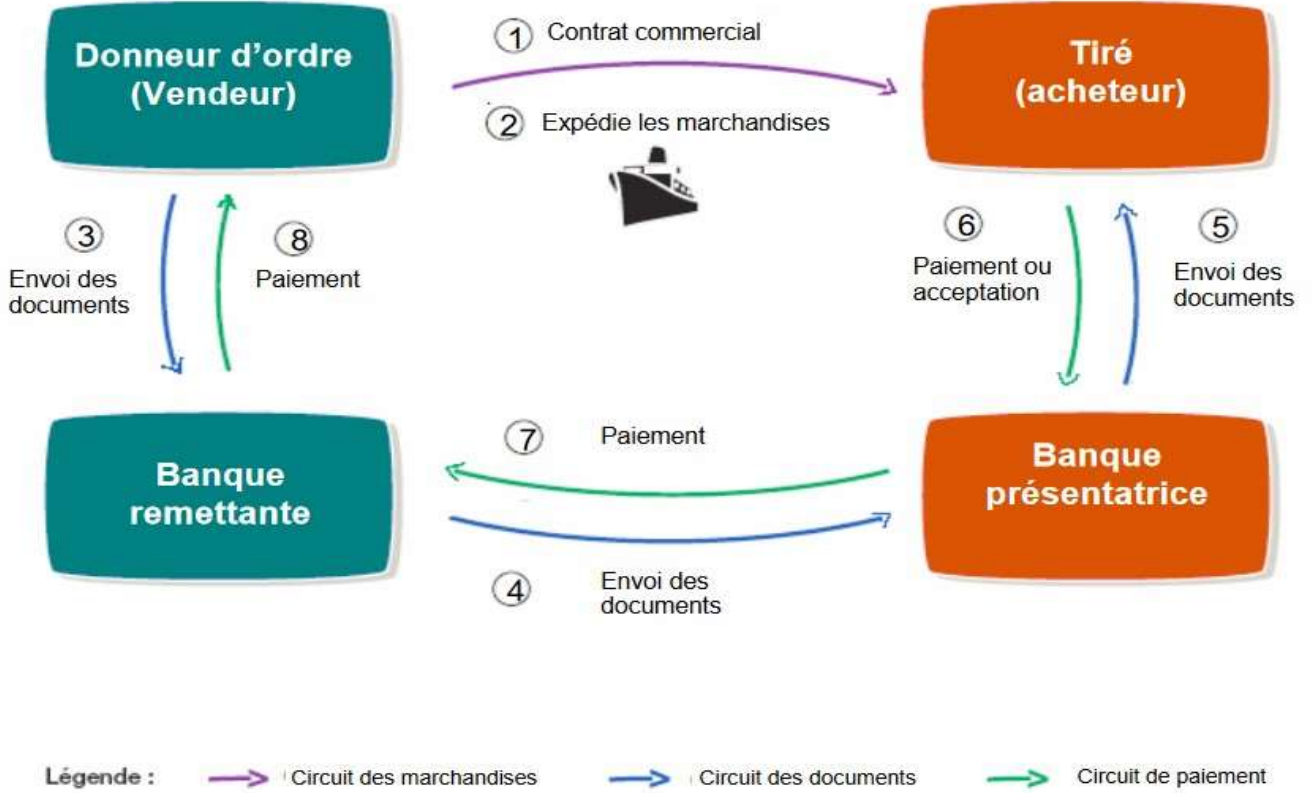 Donneur d'ordre
(Vendeur)
1 Contrat commercial
Tiré
(acheteur)
2 Expédie les marchandises
3
Envoi des
documents
8
Paiement
6
Paiement ou
acceptation
5
Envoi des
documents
Banque
remettante
7 Paiement
Banque
présentatrice
4 Envoi des
documents
Légende : Circuit des marchandises Circuit des documents Circuit de paiement